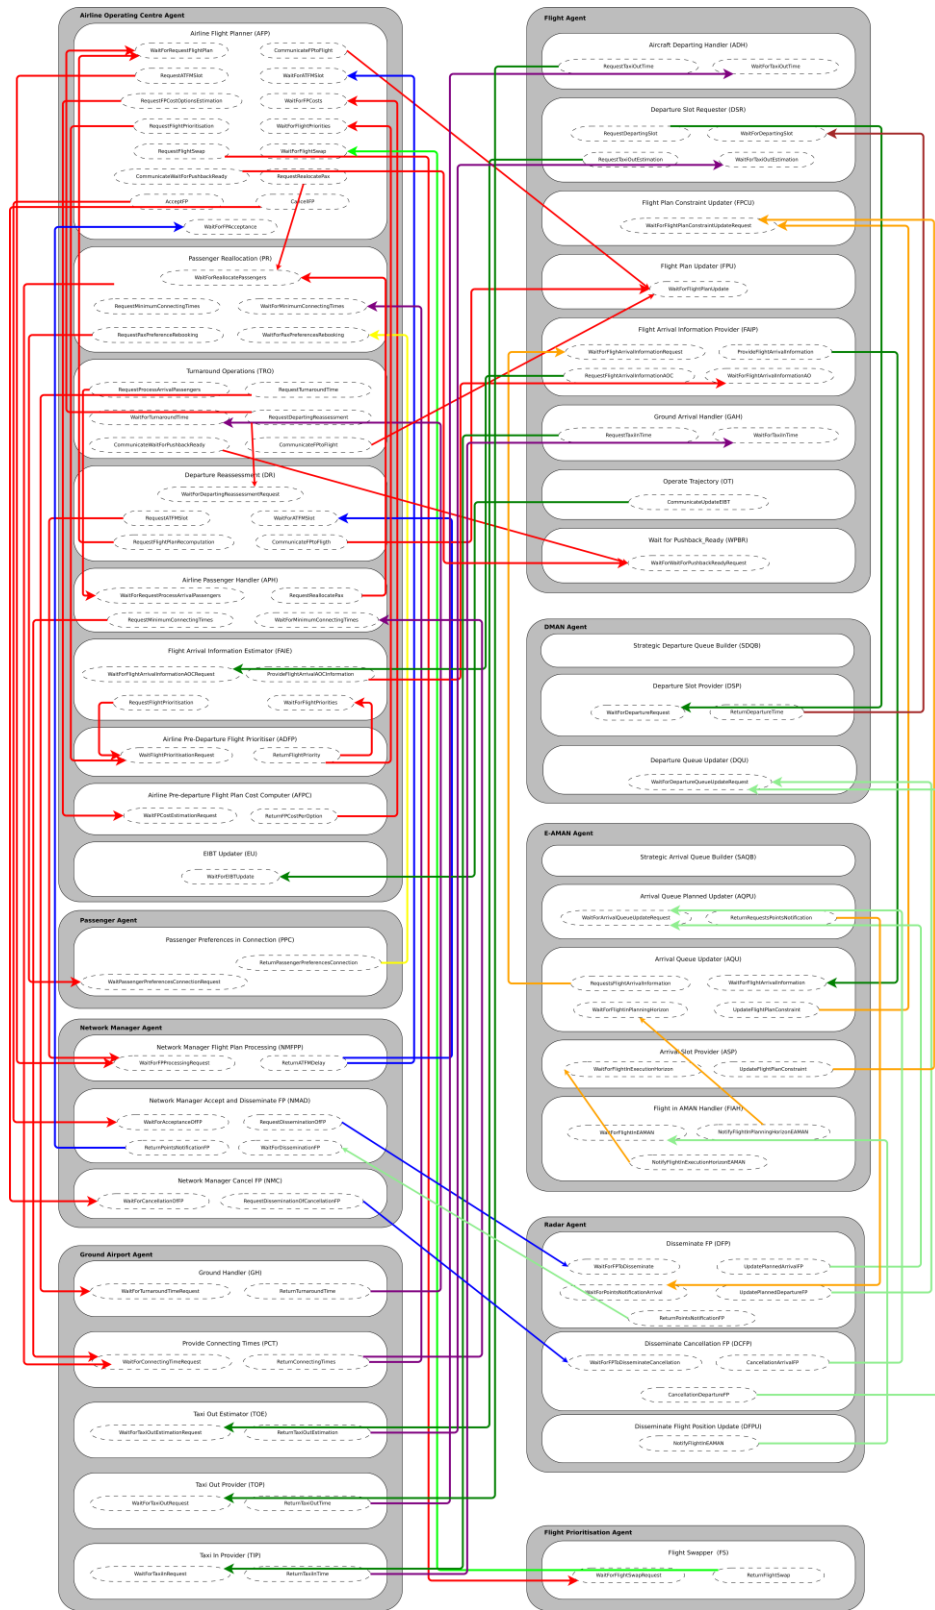 Airline Operating Centre Agent
Airline Flight Planner (AFP)
WaitForRequestFlightPlan
CommunicateFPtoFlight
RequestATFMSlot
WaitForATFMSlot
RequestFPCostOptionsEstimation
WaitForFPCosts
RequestFlightPrioritisation
WaitForFlightPriorities
RequestFlightSwap
WaitForFlightSwap
CommunicateWaitForPushbackReady
RequestReallocatePax
AcceptFP
CancelFP
WaitForFPAcceptance
Passenger Reallocation (PR)
WaitForReallocatePassengers
RequestMinimumConnectingTimes
WaitForMinimumConnectingTimes
RequestPaxPreferenceRebooking
WaitForPaxPreferencesRebooking
Turnaround Operations (TRO)
RequestProcessArrivalPassengers
RequestTurnaroundTime
WaitForTurnaroundTime
RequestDepartingReassessment
CommunicateWaitForPushbackReady
CommunicateFPtoFlight
Departure Reassessment (DR)
WaitForDepartingReassessmentRequest
RequestATFMSlot
WaitForATFMSlot
RequestFlightPlanRecomputation
CommunicateFPtoFligth
Airline Passenger Handler (APH)
WaitForRequestProcessArrivalPassengers
RequestReallocatePax
RequestMinimumConnectingTimes
WaitForMinimumConnectingTimes
Flight Arrival Information Estimator (FAIE)
WaitForFlightArrivalInformationAOCRequest
ProvideFlightArrivalAOCInformation
RequestFlightPrioritisation
WaitForFlightPriorities
Airline Pre-Departure Flight Prioritiser (ADFP)
WaitFlightPrioritisationRequest
ReturnFlightPriority
Airline Pre-departure Flight Plan Cost Computer (AFPC)
WaitFPCostEstimationRequest
ReturnFPCostPerOption
EIBT Updater (EU)
WaitForEIBTUpdate
Passenger Agent
Passenger Preferences in Connection (PPC)
ReturnPassengerPreferencesConnection
WaitPassengerPreferencesConnectionRequest
Network Manager Agent
Network Manager Flight Plan Processing (NMFPP)
WaitForFPProcessingRequest
ReturnATFMDelay
Network Manager Accept and Disseminate FP (NMAD)
WaitForAcceptanceOfFP
RequestDisseminationOfFP
ReturnPointsNotificationFP
WaitForDisseminationFP
Network Manager Cancel FP (NMC)
WaitForCancellationOfFP
RequestDisseminationOfCancellationFP
Ground Airport Agent
Ground Handler (GH)
WaitForTurnaroundTimeRequest
ReturnTurnaroundTime
Provide Connecting Times (PCT)
WaitForConnectingTimeRequest
ReturnConnectingTimes
Taxi Out Estimator (TOE)
WaitForTaxiOutEstimationRequest
ReturnTaxiOutEstimation
Taxi Out Provider (TOP)
WaitForTaxiOutRequest
ReturnTaxiOutTime
Taxi In Provider (TIP)
WaitForTaxiInRequest
ReturnTaxiInTime
Flight Agent
Aircraft Departing Handler (ADH)
RequestTaxiOutTime
WaitForTaxiOutTime
Departure Slot Requester (DSR)
RequestDepartingSlot
WaitForDepartingSlot
RequestTaxiOutEstimation
WaitForTaxiOutEstimation
Flight Plan Constraint Updater (FPCU)
WaitForFlightPlanConstraintUpdateRequest
Flight Plan Updater (FPU)
WaitForFlightPlanUpdate
Flight Arrival Information Provider (FAIP)
WaitForFlighArrivalInformationRequest
ProvideFlightArrivalInformation
RequestFlightArrivalInformationAOC
WaitForFlightArrivalInformationAO
Ground Arrival Handler (GAH)
RequestTaxiInTime
WaitForTaxiInTime
Operate Trajectory (OT)
CommunicateUpdateEIBT
Wait for Pushback_Ready (WPBR)
WaitForWaitForPushbackReadyRequest
DMAN Agent
Strategic Departure Queue Builder (SDQB)
Departure Slot Provider (DSP)
WaitForDepartureRequest
ReturnDepartureTime
Departure Queue Updater (DQU)
WaitForDepartureQueueUpdateRequest
E-AMAN Agent
Strategic Arrival Queue Builder (SAQB)
Arrival Queue Planned Updater (AQPU)
WaitForArrivalQueueUpdateRequest
ReturnRequestsPointsNotification
Arrival Queue Updater (AQU)
RequestsFlightArrivalInformation
WaitForFlightArrivalInformation
WaitForFlightInPlanningHorizon
UpdateFlightPlanConstraint
Arrival Slot Provider (ASP)
WaitForFlightInExecutionHorizon
UpdateFlightPlanConstraint
Flight in AMAN Handler (FIAH)
WaitForFlightInEAMAN
NotifyFlightInPlanningHorizonEAMAN
NotifyFlightInExecutionHorizonEAMAN
Radar Agent
Disseminate FP (DFP)
WaitForFPToDisseminate
UpdatePlannedArrivalFP
WaitForPointsNotificationArrival
UpdatePlannedDepartureFP
ReturnPointsNotificationFP
Disseminate Cancellation FP (DCFP)
WaitForFPToDisseminateCancellation
CancellationArrivalFP
CancellationDepartureFP
Disseminate Flight Position Update (DFPU)
NotifyFlightInEAMAN
Flight Prioritisation Agent
Flight Swapper (FS)
WaitForFlightSwapRequest
ReturnFlightSwap